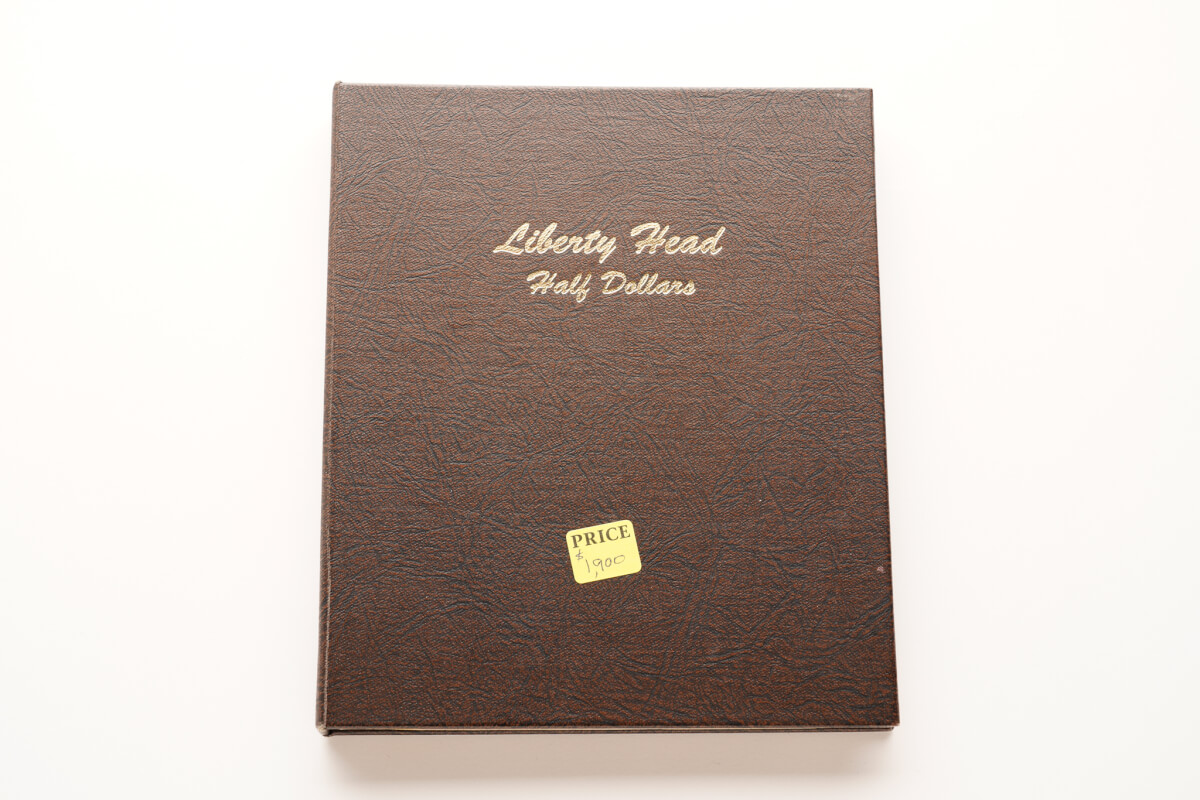 Liberty Head
Half Dollars
PRICE
$
1,900